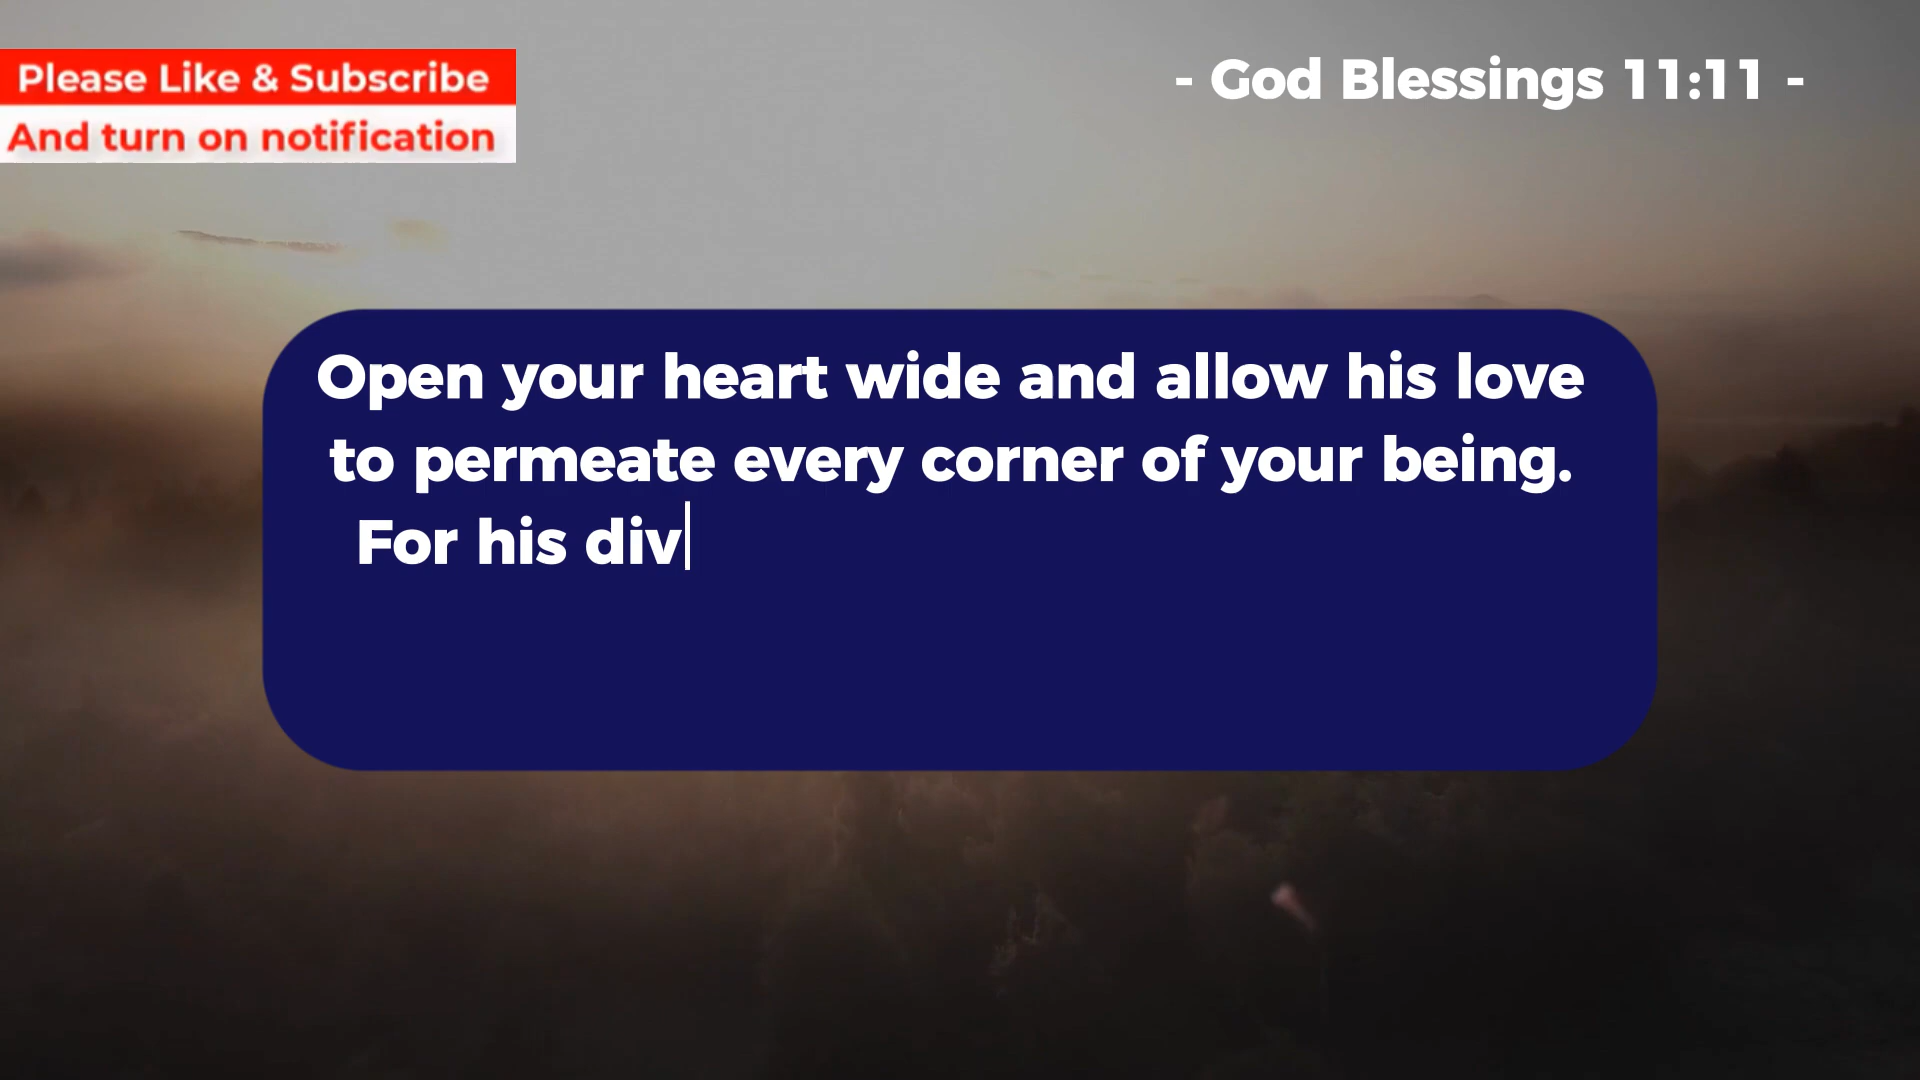 Please Like & Subscribe
And turn on notification
- God Blessings 11:11 -
Open your heart wide and allow his love
to permeate every corner of your being.
For his div